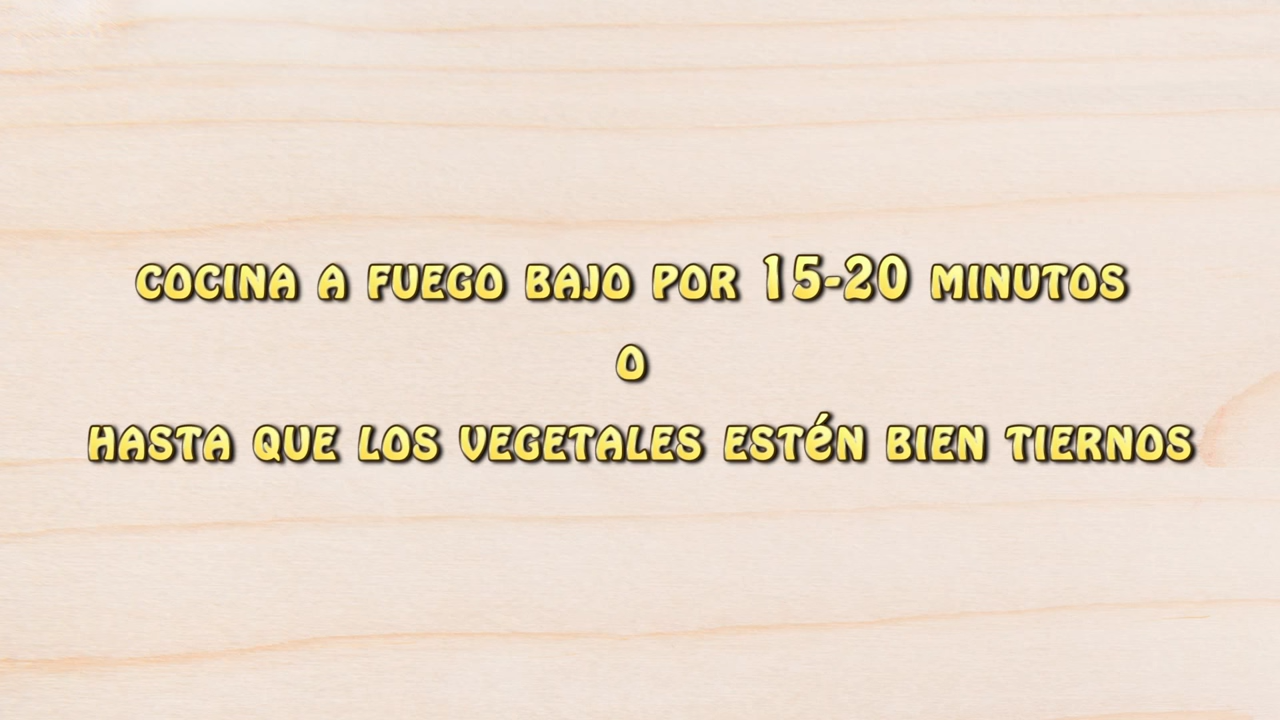 COCINA A FUEGO BAJO POR 15-20 MINUTOS
O
HASTA QUE LOS VEGETALES ESTÉN BIEN TIERNOS